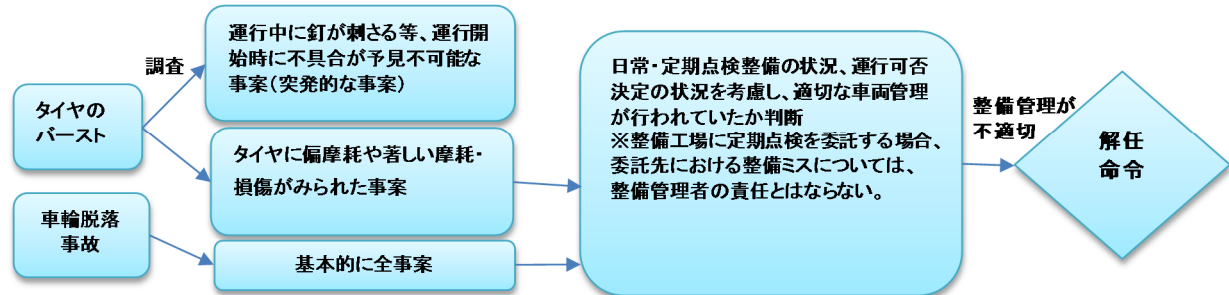 調査
タイヤの
バースト
運行中に釘が刺さる等、運行開
始時に不具合が予見不可能な
事案(突発的な事案)
タイヤに偏摩耗や著しい摩耗・
損傷がみられた事案
車輪脱落
事故
基本的に全事案
日常・定期点検整備の状況、運行可否
決定の状況を考慮し、適切な車両管理
が行われていたか判断
※整備工場に定期点検を委託する場合、
委託先における整備ミスについては、
整備管理者の責任とはならない。
整備管理が
不適切
解任
命令